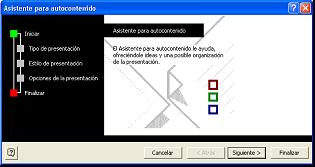 Asistente para autocontenido
Iniciar
Tipo de presentación
Estilo de presentación
Opciones de la presentación
Finalizar
Asistente para autocontenido
El Asistente para autocontenido le ayuda,
ofreciéndole ideas y una posible organización
de la presentación.
Cancelar
< Atrás
Siguiente >
Finalizar